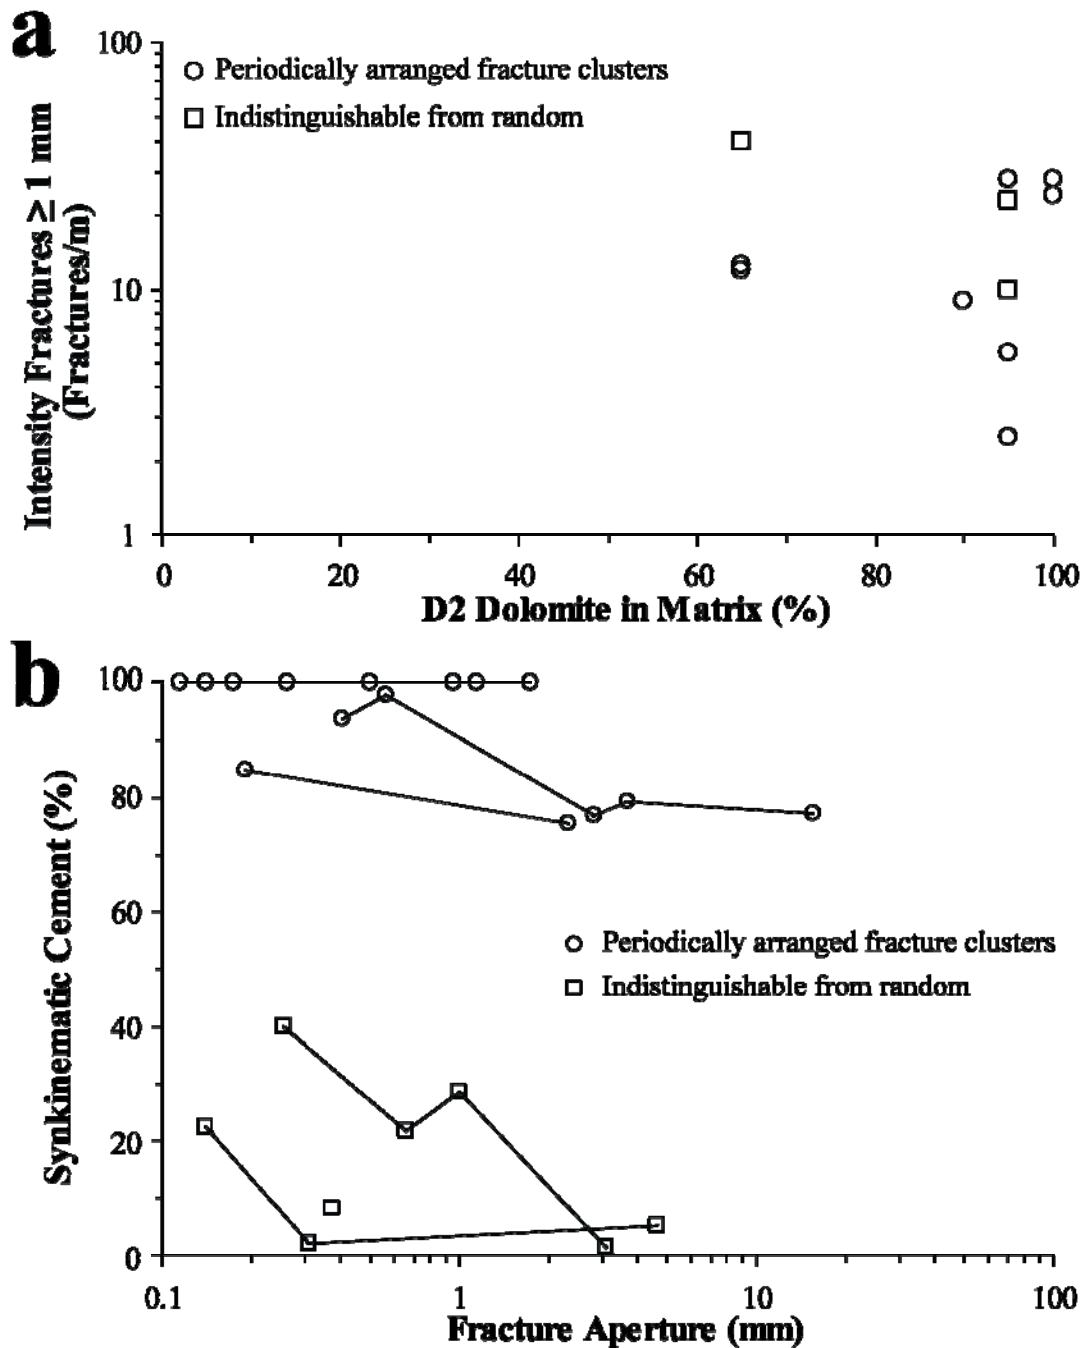 a
100
Periodically arranged fracture clusters
Indistinguishable from random
Intensity Fractures ≥ 1 mm
(Fractures/m)
10
1
0 20 40 60 80 100
D2 Dolomite in Matrix (%)
b
100
80
60
40
20
0
Synkinematic Cement (%)
Periodically arranged fracture clusters
Indistinguishable from random
0.1 1 10 100
Fracture Aperture (mm)